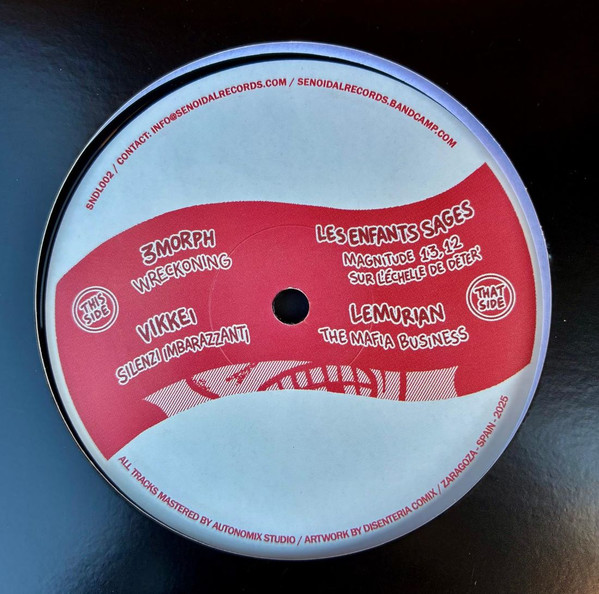 SNDL002 / CONTACT: INFO@SENOIDALRECORDS.COM / SENOIDALRECORDS.BANDCAMP.COM
THIS
SIDE
3MORPH
WRECKONING
VIKKEI
SILENZI IMBARAZZANTI
LES ENFANTS SAGES
MAGNITUDE 13,12
SUR L'ÉCHELLE DE DÉTER'
LEMURIAN
THE MAFIA BUSINESS
THAT
SIDE
ALL TRACKS MASTERED BY AUTONOMIX STUDIO / ARTWORK BY DISENTERIA COMIX / ZARAGOZA - SPAIN - 2025